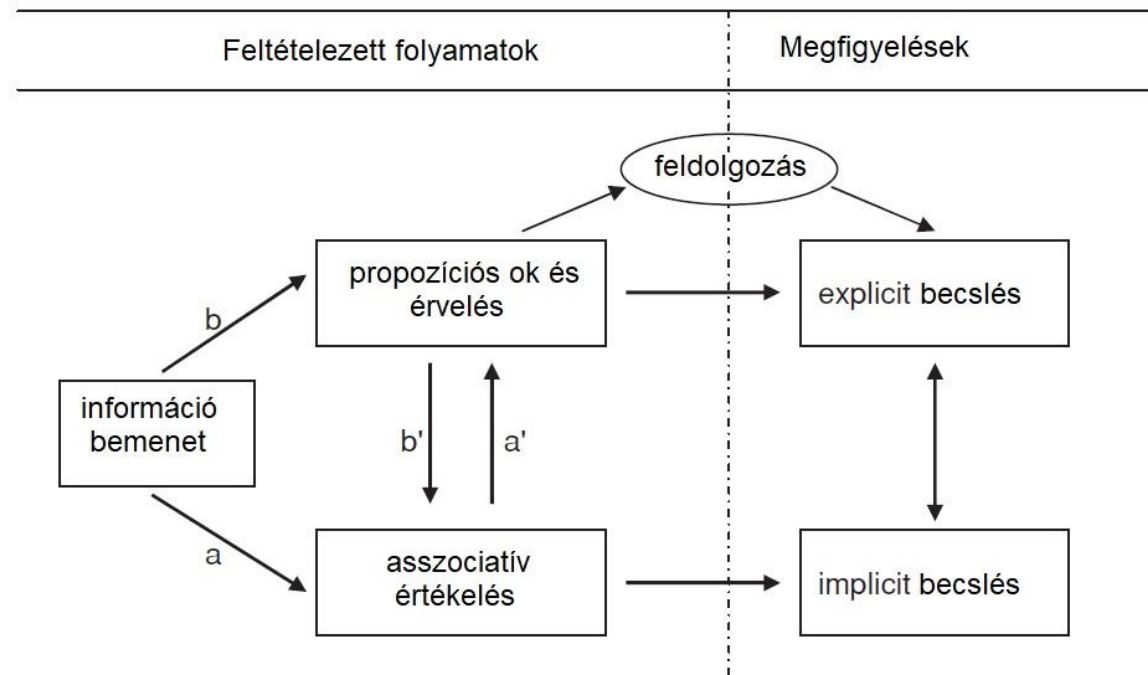 Feltételezett folyamatok
Megfigyelések
feldolgozás
propozíciós ok és
érvelés
explicit becslés
b
információ
bemenet
b'
a'
a
asszociatív
értékelés
implicit becslés